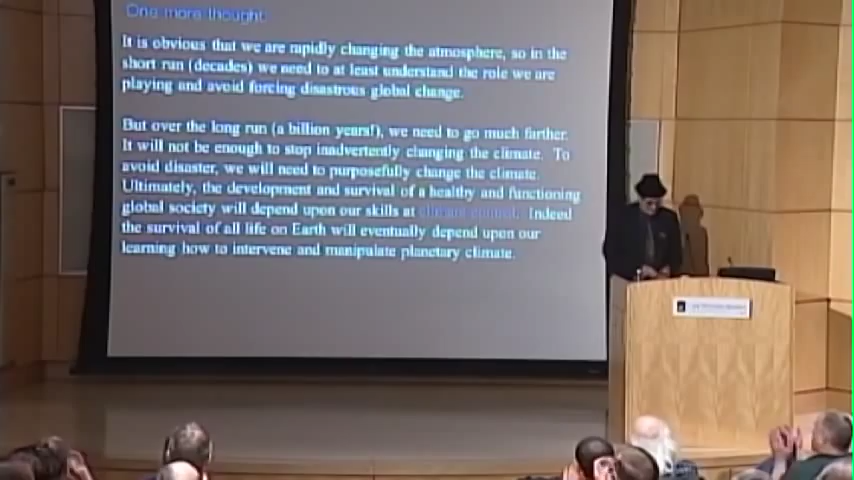 One more thought
It is obvious that we are rapidly changing the atmosphere, so in the
short run (decades) we need to at least understand the role we are
playing and avoid forcing disastrous global change.
But over the long run (a billion years!), we need to go much farther.
It will not be enough to stop inadvertently changing the climate. To
avoid disaster, we will need to purposefully change the climate.
Ultimately, the development and survival of a healthy and functioning
global society will depend upon our skills at climate control. Indeed
the survival of all life on Earth will eventually depend upon our
learning how to intervene and manipulate planetary climate.